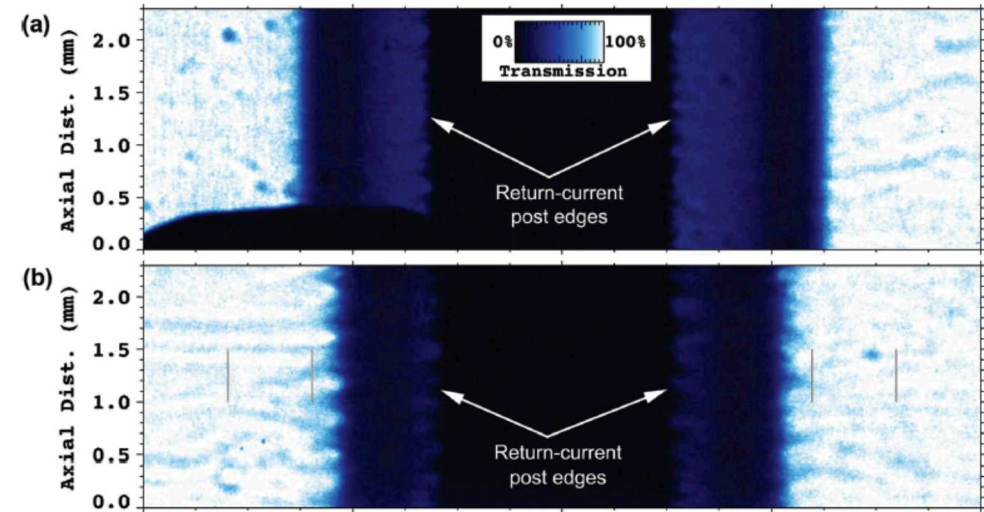 (a)
Axial Dist. (mm)
2.0
1.5
1.0
0.5
0.0
0% 100%
Transmission
Return-current
post edges
(b)
Axial Dist. (mm)
2.0
1.5
1.0
0.5
0.0
Return-current
post edges